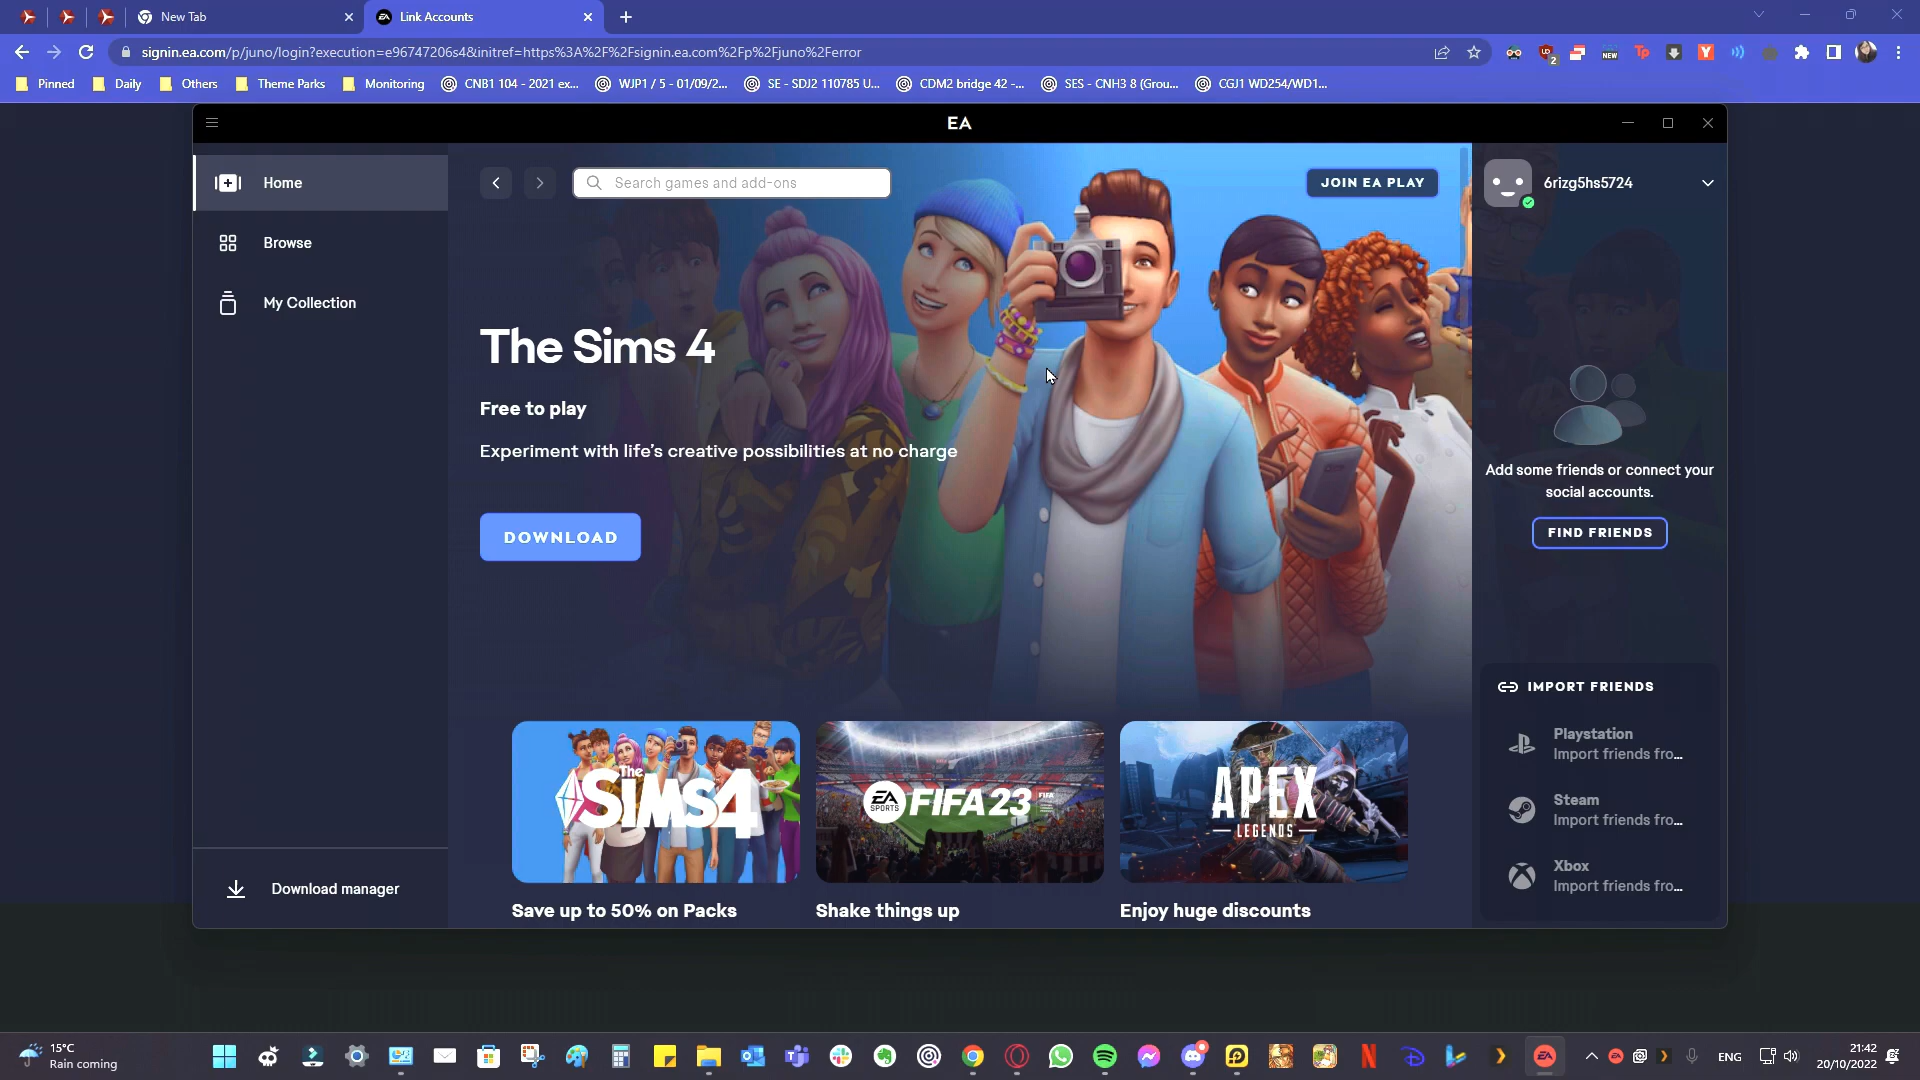 New Tab
Link Accounts
signin.ea.com/p/juno/login?execution=e96747206s4&initref=https%3A%2F%2Fsignin.ea.com%2Fp%2Fjuno%2Ferror
Pinned
Daily
Others
Theme Parks
Monitoring
CNB1 104 - 2021 ex...
WJP1 / 5 - 01/09/2...
SE - SDJ2 110785 U...
CDM2 bridge 42 -...
SES - CNH3 8 (Grou...
CGJ1 WD254/WD1...
EA
Home
Browse
My Collection
Download manager
Search games and add-ons
JOIN EA PLAY
6rizg5hs5724
The Sims 4
Free to play
Experiment with life's creative possibilities at no charge
DOWNLOAD
Add some friends or connect your
social accounts.
FIND FRIENDS
IMPORT FRIENDS
Playstation
Import friends fro...
Steam
Import friends fro...
Xbox
Import friends fro...
The
SIMS4
EA
SPORTS
FIFA 23
FIFA
APEX
LEGENDS
Save up to 50% on Packs
Shake things up
Enjoy huge discounts
15°C
Rain coming
ENG
21:42
20/10/2022